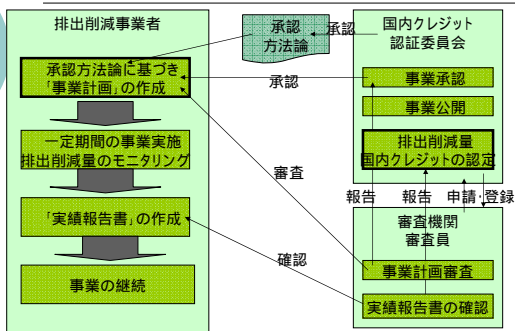 排出削減事業者
承認方法論に基づき
「事業計画」の作成
一定期間の事業実施
排出削減量のモニタリング
「実績報告書」の作成
事業の継続
承認
方法論
承認
承認
審査
確認
国内クレジット
認証委員会
事業承認
事業公開
排出削減量
国内クレジットの認定
報告
報告
申請・登録
審査機関
審査員
事業計画審査
実績報告書の確認